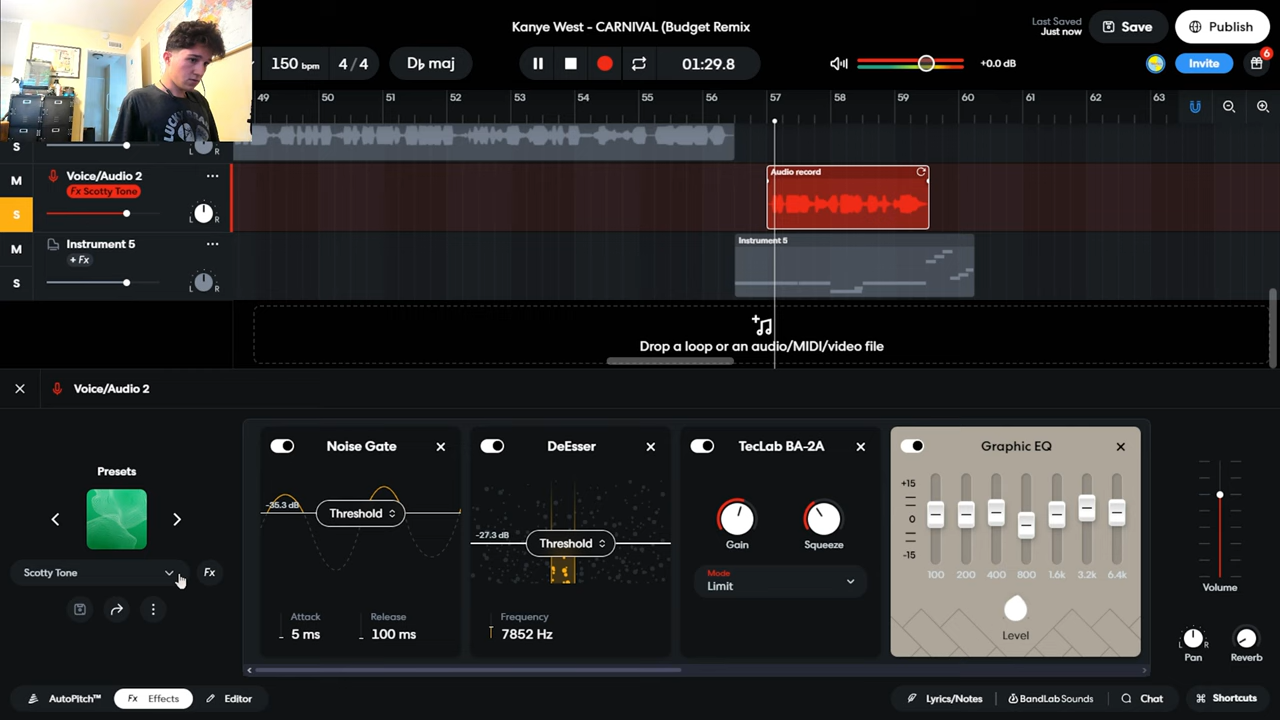 Kanye West - CARNIVAL (Budget Remix
Last Saved
Just now
Save
Publish
150 bpm
4 / 4
D♭ maj
01:29.8
+0.0 dB
Invite
6
49 50 51 52 53 54 55 56 57 58 59 60 61 62 63
S
L R
M
Voice/Audio 2
Fx Scotty Tone
S
L R
Audio record
M
Instrument 5
+ Fx
S
L R
Instrument 5
Drop a loop or an audio/MIDI/video file
Voice/Audio 2
Presets
Scotty Tone
Fx
Noise Gate
-35.3 dB
Threshold
Attack
5 ms
Release
100 ms
DeEsser
-27.3 dB
Threshold
Frequency
7852 Hz
TecLab BA-2A
Gain
Squeeze
Mode
Limit
Graphic EQ
+15
0
-15
100 200 400 800 1.6k 3.2k 6.4k
Level
Volume
L R
Pan
Reverb
AutoPitch™
Fx Effects
Editor
Lyrics/Notes
BandLab Sounds
Chat
Shortcuts